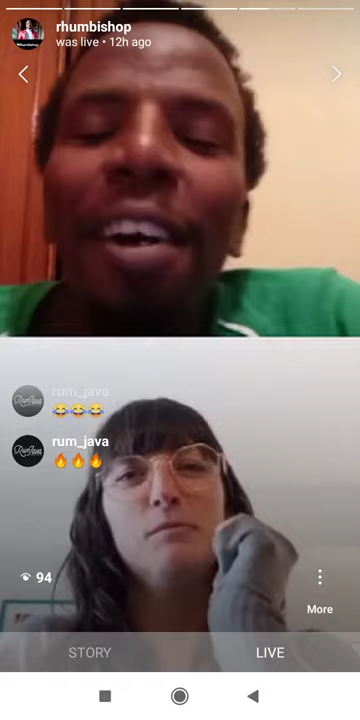 rhumbishop
was live • 12h ago
rum_java
😂😂😂
rum_java
🔥🔥🔥
94
More
STORY
LIVE